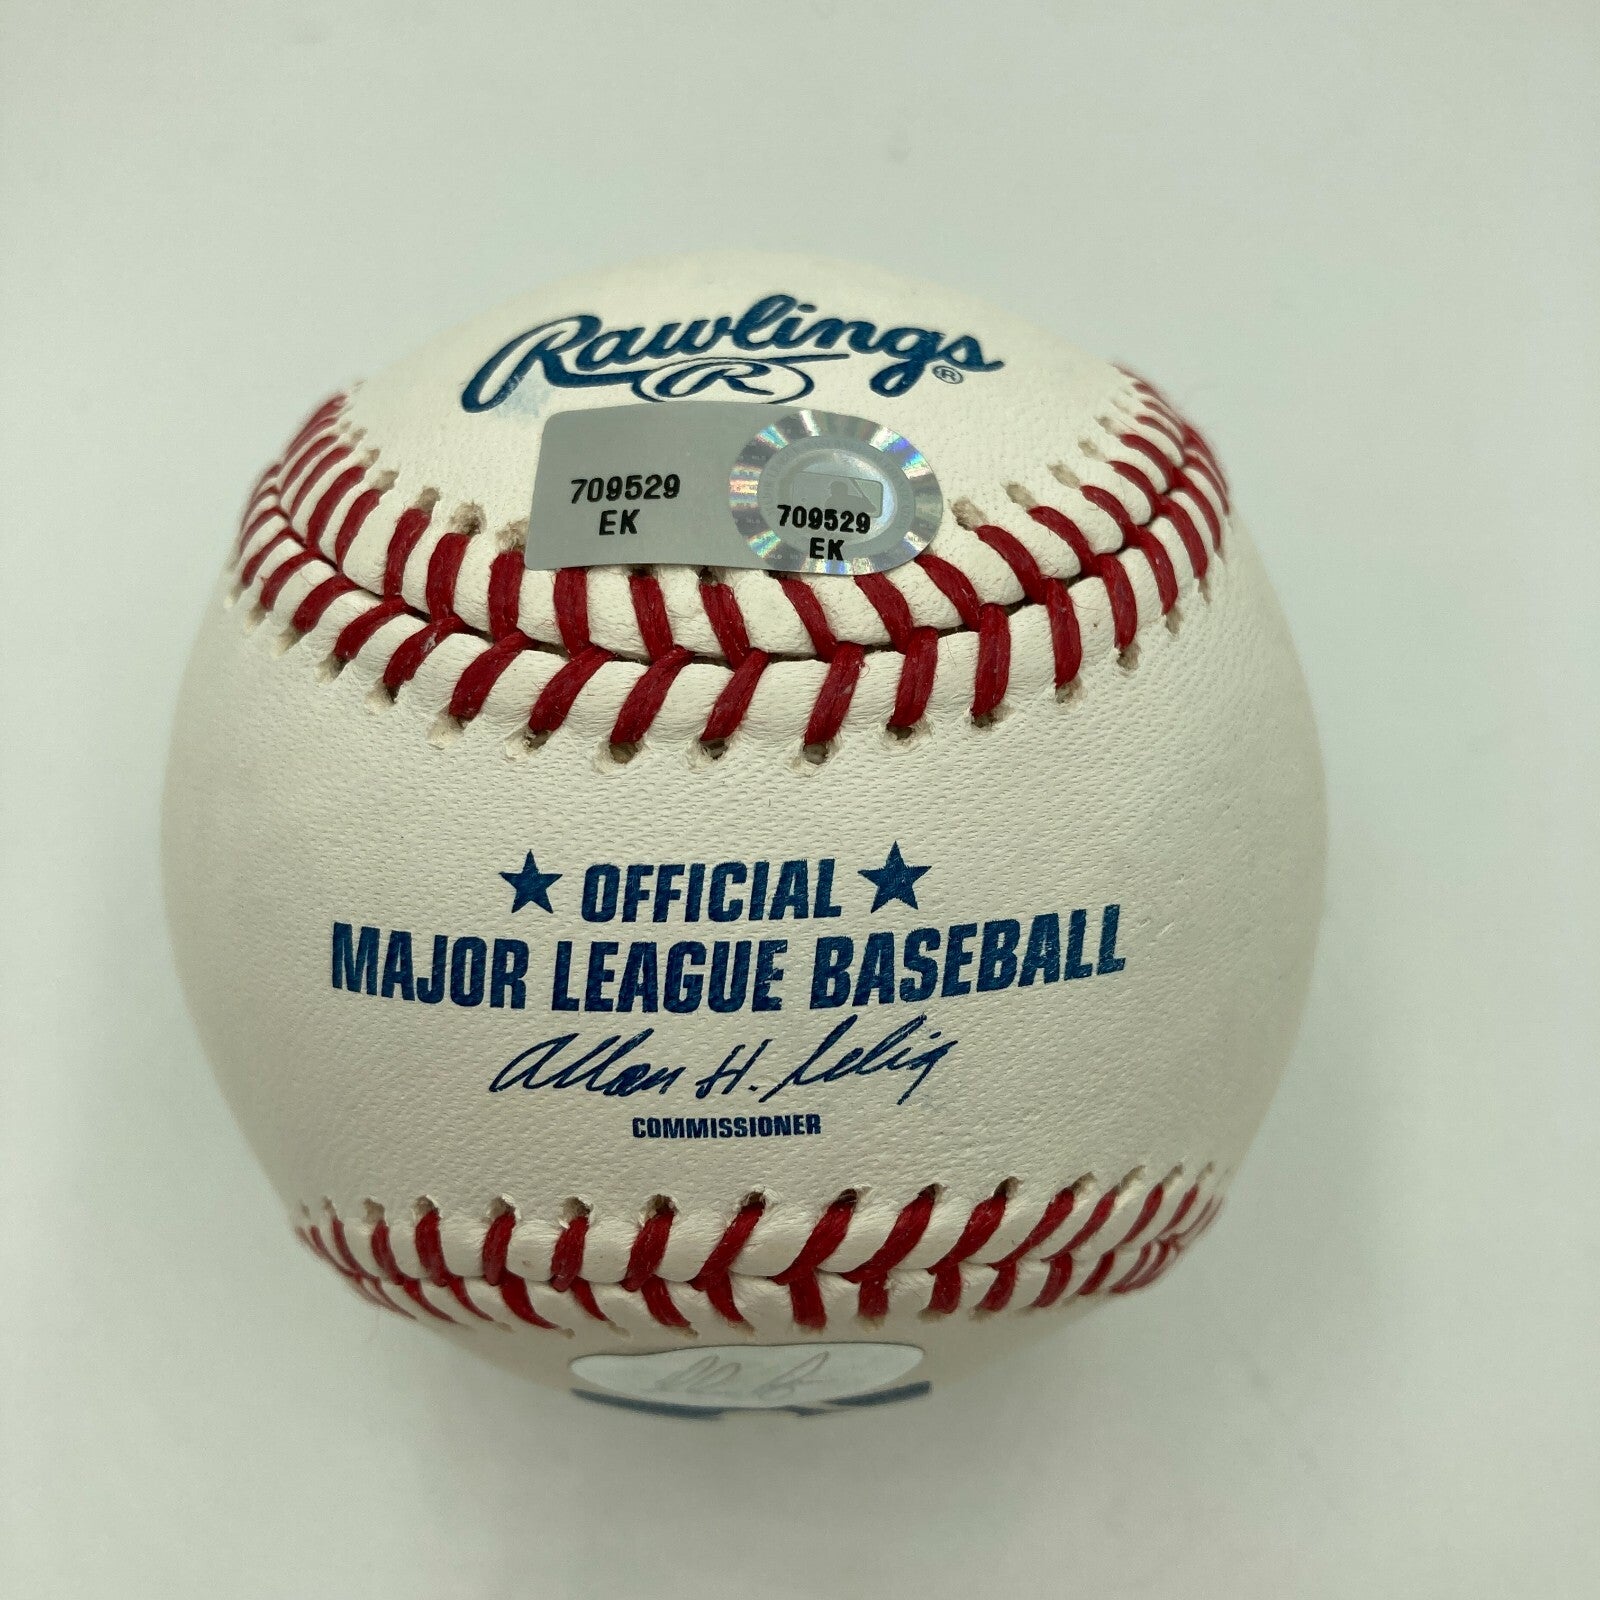 Rawlings®
R
709529
EK
709529
EK
★ OFFICIAL ★
MAJOR LEAGUE BASEBALL
Allan H. Selig
COMMISSIONER